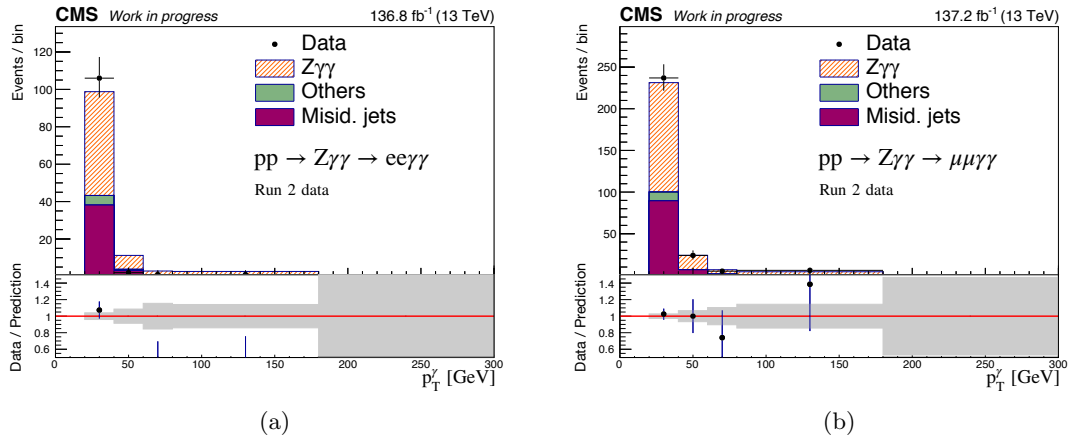 CMS Work in progress 136.8 fb⁻¹ (13 TeV)
Events / bin
120
100
80
60
40
20
Data
Zγγ
Others
Misid. jets
pp → Zγγ → eeγγ
Run 2 data
Data / Prediction
1.4
1.2
1
0.8
0.6
0 50 100 150 200 250 300
p_T^γ [GeV]
(a)
CMS Work in progress 137.2 fb⁻¹ (13 TeV)
Events / bin
250
200
150
100
50
Data
Zγγ
Others
Misid. jets
pp → Zγγ → μμγγ
Run 2 data
Data / Prediction
1.4
1.2
1
0.8
0.6
0 50 100 150 200 250 300
p_T^γ [GeV]
(b)